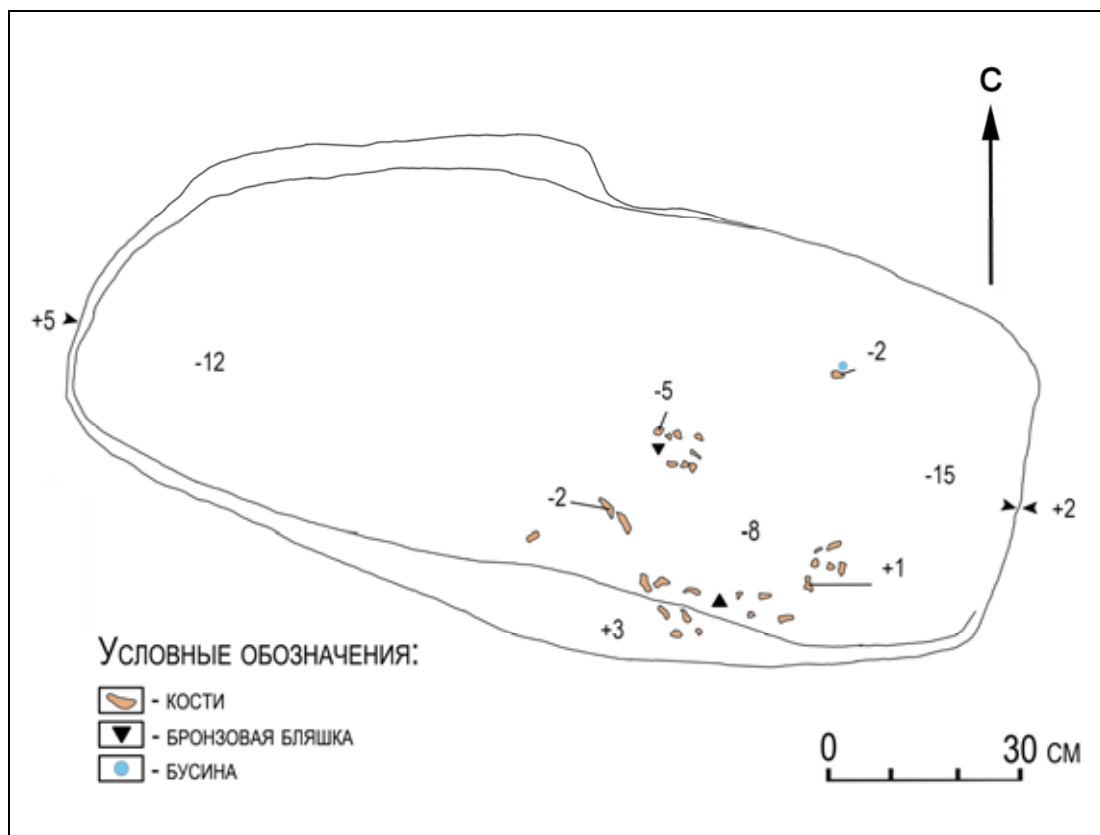 С
+5
-12
-2
-5
-15
-2
+2
-8
+1
+3
Условные обозначения:
- кости
- бронзовая бляшка
- бусина
0 30 см